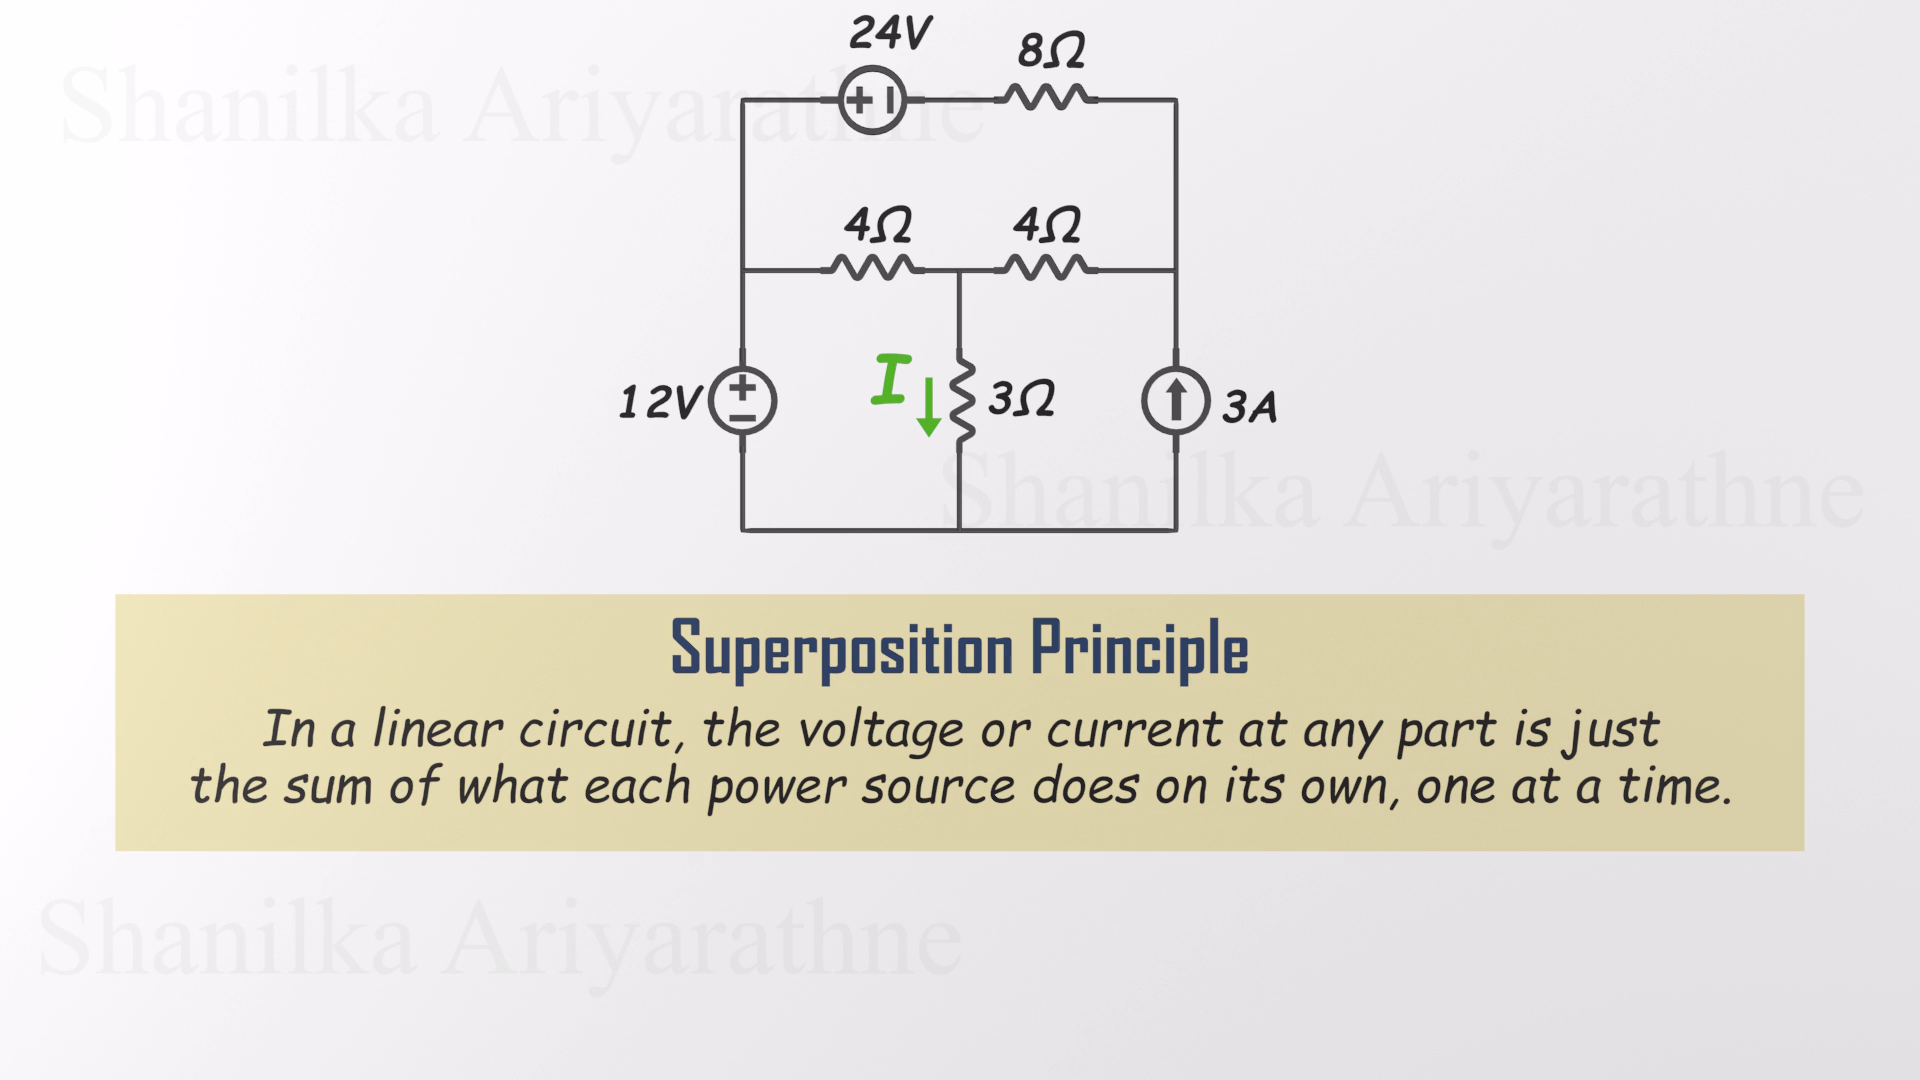 24V
8Ω
4Ω
4Ω
12V
I
3Ω
3A
Superposition Principle
In a linear circuit, the voltage or current at any part is just
the sum of what each power source does on its own, one at a time.
Shanilka Ariyarathne
Shanilka Ariyarathne
Shanilka Ariyarathne